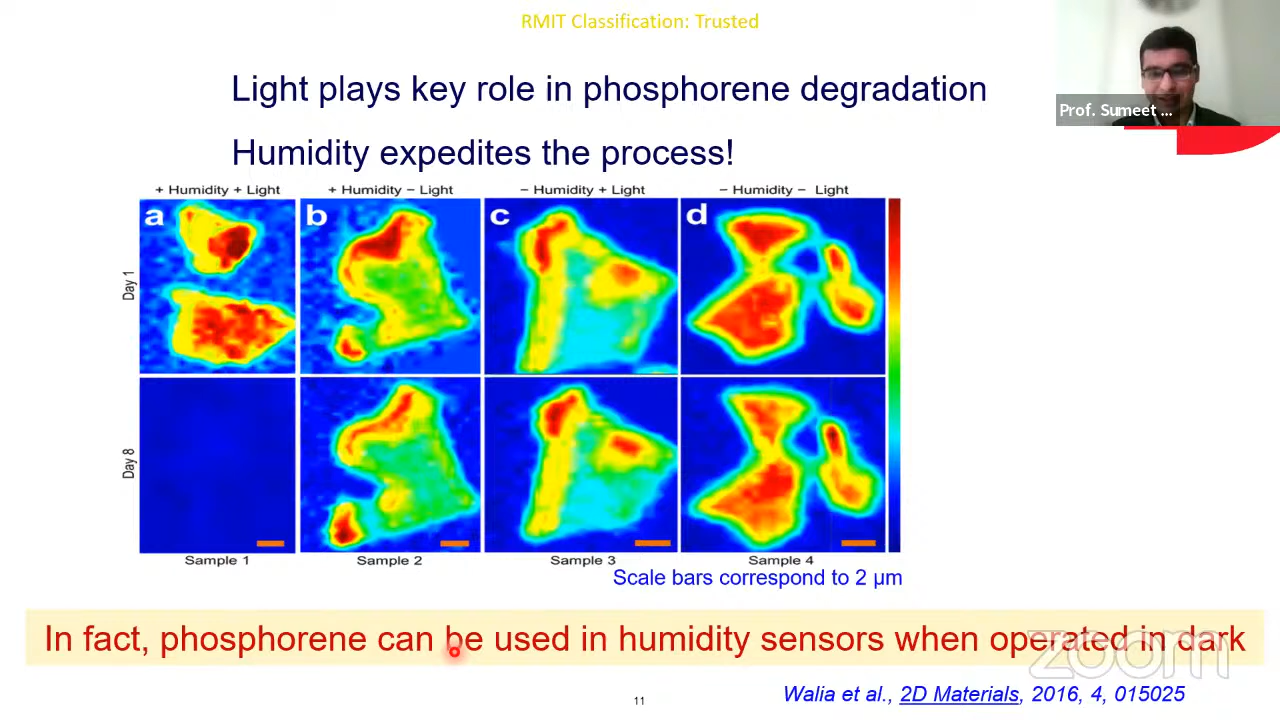 RMIT Classification: Trusted
Light plays key role in phosphorene degradation
Prof. Sumeet ...
Humidity expedites the process!
+ Humidity + Light
+ Humidity − Light
− Humidity + Light
− Humidity − Light
a
b
c
d
Day 1
Day 8
Sample 1
Sample 2
Sample 3
Sample 4
Scale bars correspond to 2 µm
In fact, phosphorene can be used in humidity sensors when operated in dark
zoom
Walia et al., 2D Materials, 2016, 4, 015025
11